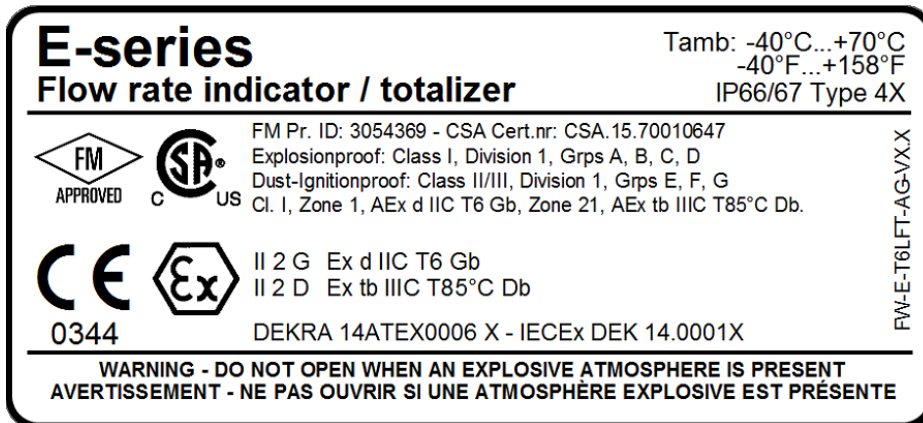 E-series
Flow rate indicator / totalizer
Tamb: -40°C...+70°C
-40°F...+158°F
IP66/67 Type 4X
FM
APPROVED
SA®
C US
FM Pr. ID: 3054369 - CSA Cert.nr: CSA.15.70010647
Explosionproof: Class I, Division 1, Grps A, B, C, D
Dust-Ignitionproof: Class II/III, Division 1, Grps E, F, G
Cl. I, Zone 1, AEx d IIC T6 Gb, Zone 21, AEx tb IIIC T85°C Db.
CE
0344
Ex
II 2 G Ex d IIC T6 Gb
II 2 D Ex tb IIIC T85°C Db
DEKRA 14ATEX0006 X - IECEx DEK 14.0001X
FW-E-T6LFT-AG-VX.X
WARNING - DO NOT OPEN WHEN AN EXPLOSIVE ATMOSPHERE IS PRESENT
AVERTISSEMENT - NE PAS OUVRIR SI UNE ATMOSPHÈRE EXPLOSIVE EST PRÉSENTE